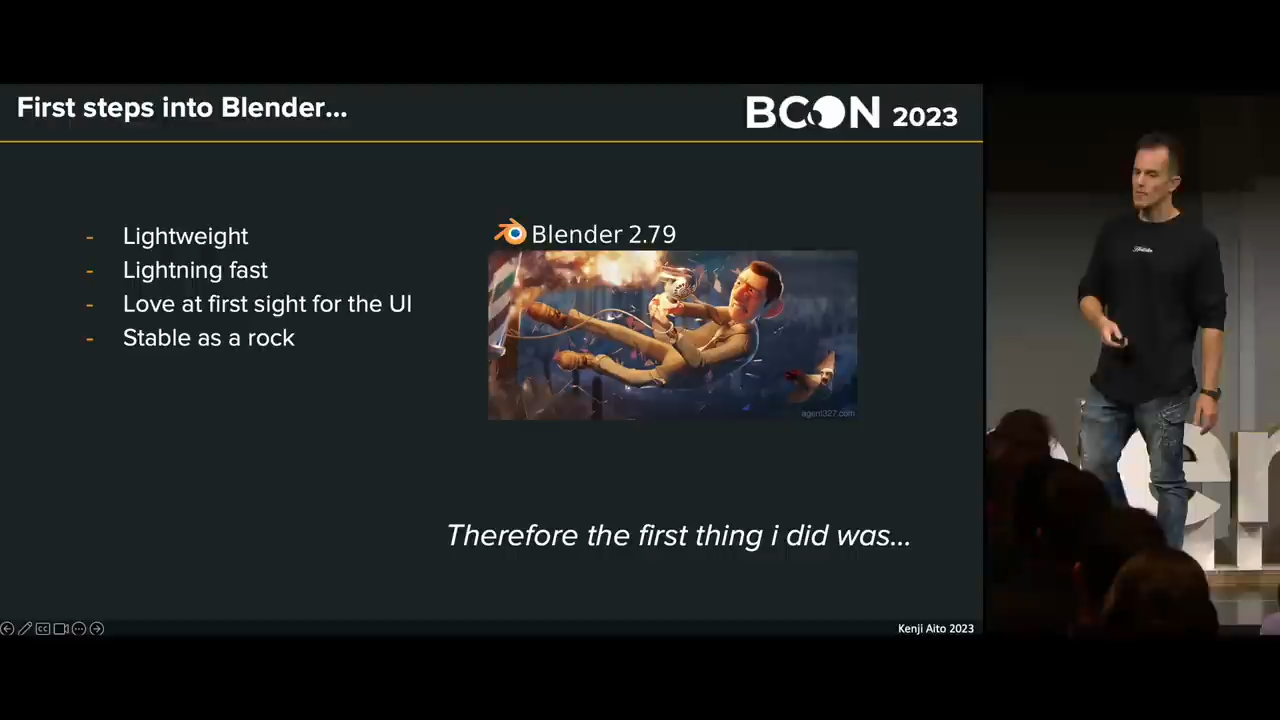 First steps into Blender...
BCON 2023
- Lightweight
- Lightning fast
- Love at first sight for the UI
- Stable as a rock
Blender 2.79
agent327.com
Therefore the first thing i did was...
Kenji Aito 2023
er